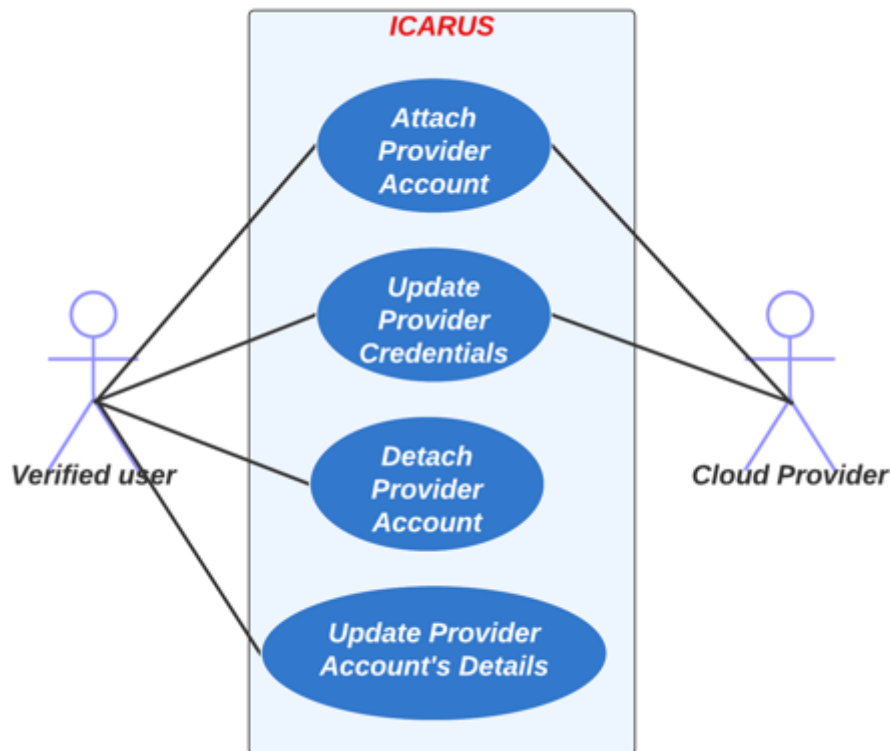 ICARUS
Attach
Provider
Account
Update
Provider
Credentials
Verified user
Cloud Provider
Detach
Provider
Account
Update Provider
Account's Details